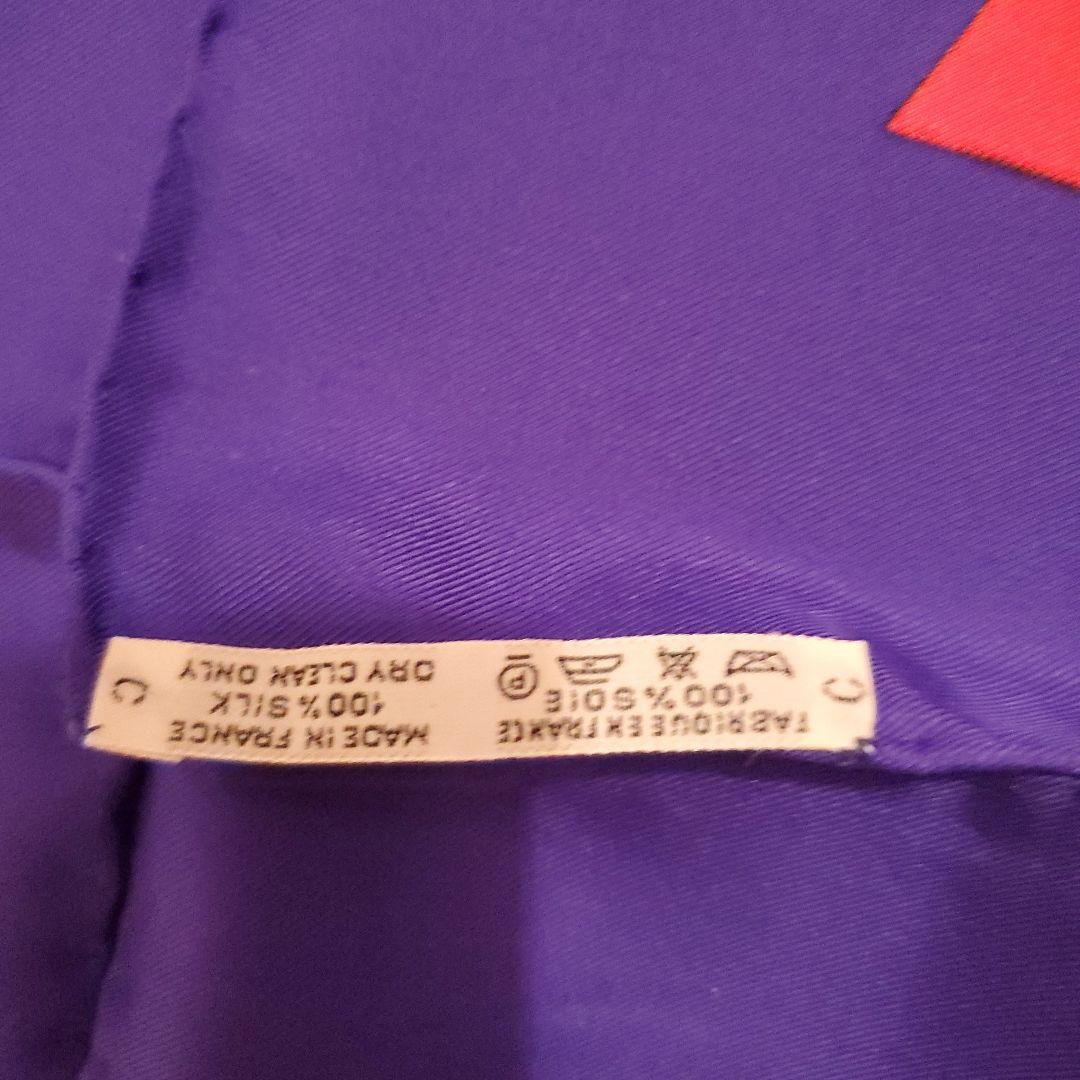 FABRIQUE EN FRANCE
100 % SOIE
P
C
MADE IN FRANCE
100 % SILK
DRY CLEAN ONLY
C